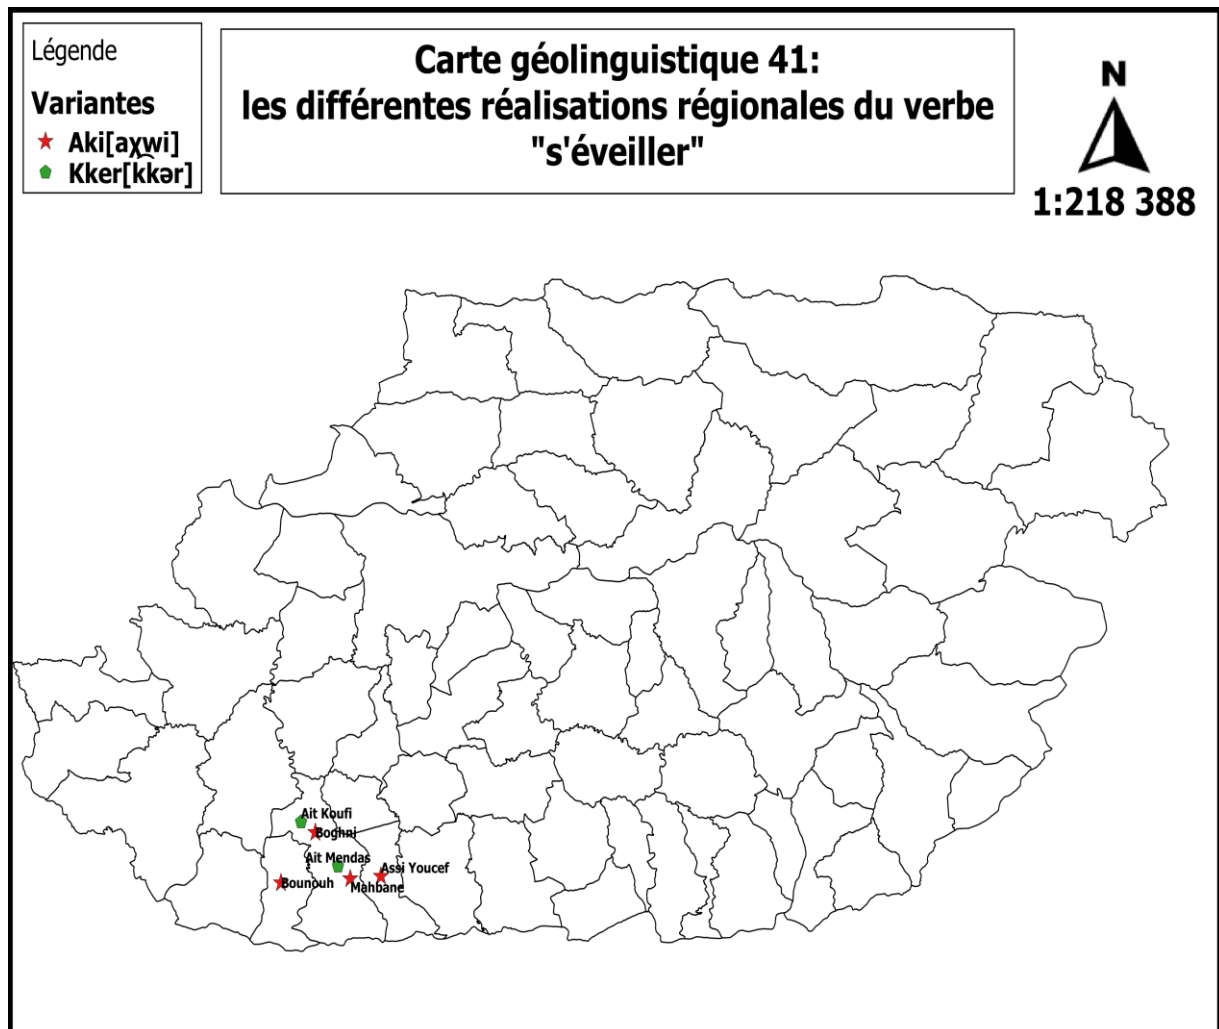 Légende
Variantes
Aki[aχwi]
Kker[k͡kər]
Carte géolinguistique 41:
les différentes réalisations régionales du verbe
"s'éveiller"
N
1:218 388
Ait Koufi
Boghni
Ait Mendas
Assi Youcef
Bounouh
Mahbane